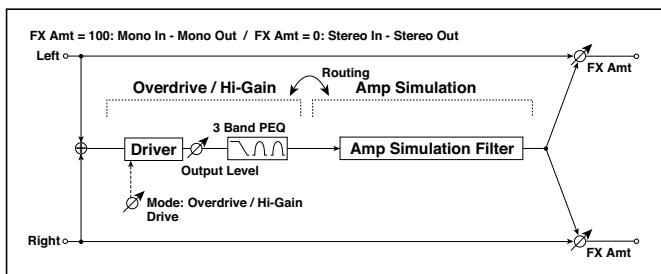 FX Amt = 100: Mono In - Mono Out / FX Amt = 0: Stereo In - Stereo Out
Left
FX Amt
Routing
Overdrive / Hi-Gain
Amp Simulation
3 Band PEQ
Driver
Amp Simulation Filter
Output Level
Mode: Overdrive / Hi-Gain
Drive
Right
FX Amt